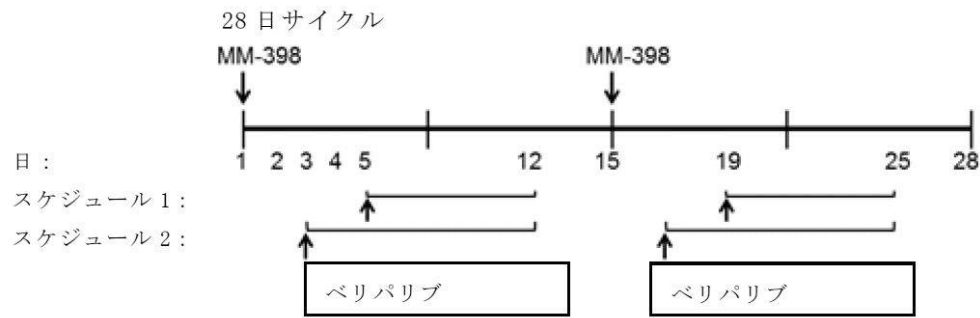 28 日サイクル
MM-398 MM-398
日: 1 2 3 4 5 12 15 19 25 28
スケジュール 1:
スケジュール 2:
ベリパリブ ベリパリブ